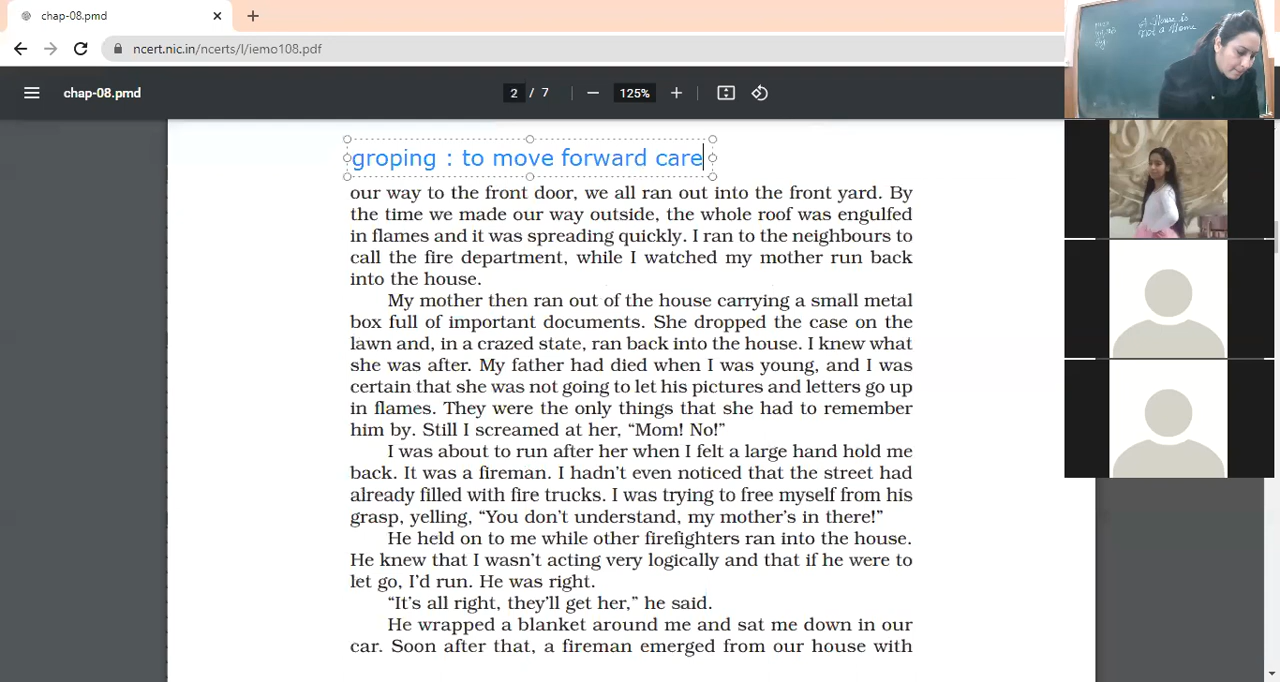 chap-08.pmd
ncert.nic.in/ncerts/l/iemo108.pdf
A House is
not a Home
chap-08.pmd
2 / 7
125%
groping : to move forward care
our way to the front door, we all ran out into the front yard. By
the time we made our way outside, the whole roof was engulfed
in flames and it was spreading quickly. I ran to the neighbours to
call the fire department, while I watched my mother run back
into the house.
My mother then ran out of the house carrying a small metal
box full of important documents. She dropped the case on the
lawn and, in a crazed state, ran back into the house. I knew what
she was after. My father had died when I was young, and I was
certain that she was not going to let his pictures and letters go up
in flames. They were the only things that she had to remember
him by. Still I screamed at her, “Mom! No!”
I was about to run after her when I felt a large hand hold me
back. It was a fireman. I hadn’t even noticed that the street had
already filled with fire trucks. I was trying to free myself from his
grasp, yelling, “You don’t understand, my mother’s in there!”
He held on to me while other firefighters ran into the house.
He knew that I wasn’t acting very logically and that if he were to
let go, I’d run. He was right.
“It’s all right, they’ll get her,” he said.
He wrapped a blanket around me and sat me down in our
car. Soon after that, a fireman emerged from our house with